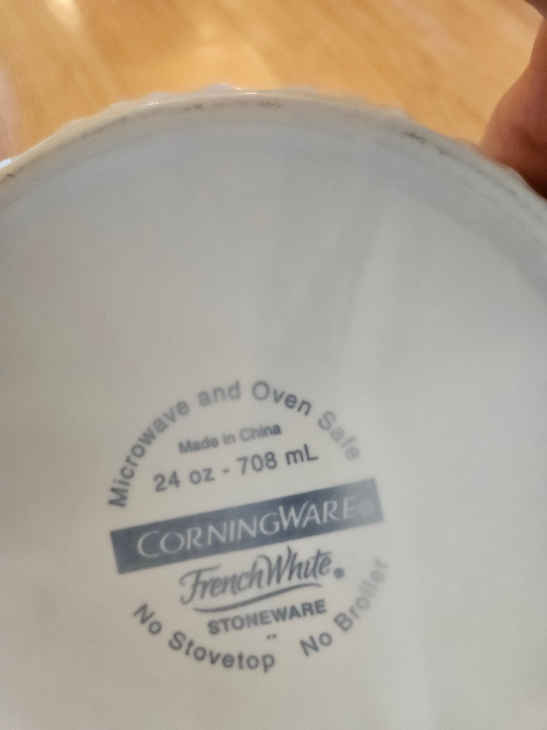 Microwave and Oven Safe
Made in China
24 oz - 708 mL
CORNINGWARE®
FrenchWhite®
STONEWARE
No Stovetop No Broiler